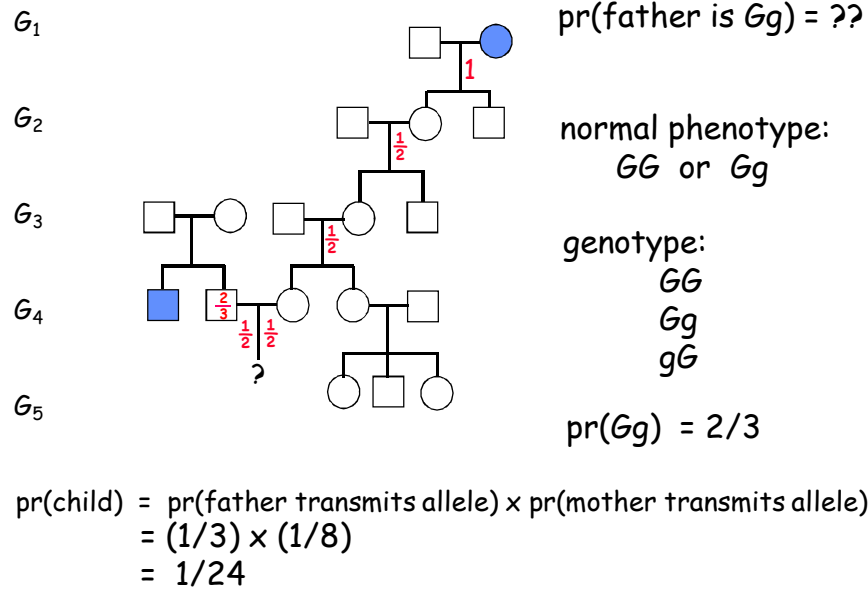 G1
pr(father is Gg) = ??
1
G2
normal phenotype:
GG or Gg
1/2
G3
1/2
genotype:
GG
Gg
gG
G4
2/3
1/2 1/2
?
G5
pr(Gg) = 2/3
pr(child) = pr(father transmits allele) x pr(mother transmits allele)
= (1/3) x (1/8)
= 1/24